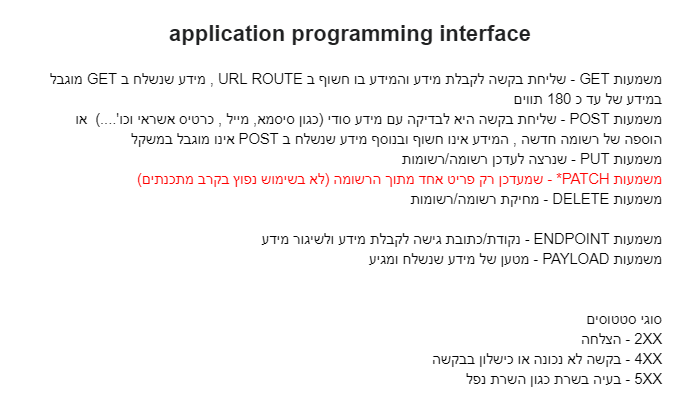 application programming interface
משמעות GET - שליחת בקשה לקבלת מידע והמידע בו חשוף ב URL ROUTE , מידע שנשלח ב GET מוגבל
במידע של עד כ 180 תווים
משמעות POST - שליחת בקשה היא לבדיקה עם מידע סודי (כגון סיסמא, מייל , כרטיס אשראי וכו'....) או
הוספה של רשומה חדשה , המידע אינו חשוף ובנוסף מידע שנשלח ב POST אינו מוגבל במשקל
משמעות PUT - שנרצה לעדכן רשומה/רשומות
משמעות PATCH* - שמעדכן רק פריט אחד מתוך הרשומה (לא בשימוש נפוץ בקרב מתכנתים)
משמעות DELETE - מחיקת רשומה/רשומות
משמעות ENDPOINT - נקודת/כתובת גישה לקבלת מידע ולשיגור מידע
משמעות PAYLOAD - מטען של מידע שנשלח ומגיע
סוגי סטטוסים
2XX - הצלחה
4XX - בקשה לא נכונה או כישלון בבקשה
5XX - בעיה בשרת כגון השרת נפל